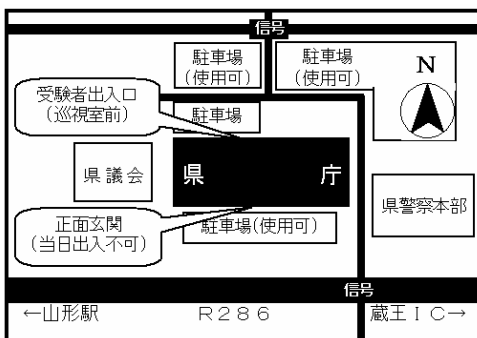 信号
駐車場
(使用可)
駐車場
(使用可)
N
受験者出入口
(巡視室前)
駐車場
県議会
県 庁
県警察本部
正面玄関
(当日出入不可)
駐車場(使用可)
信号
←山形駅 R286 蔵王IC→